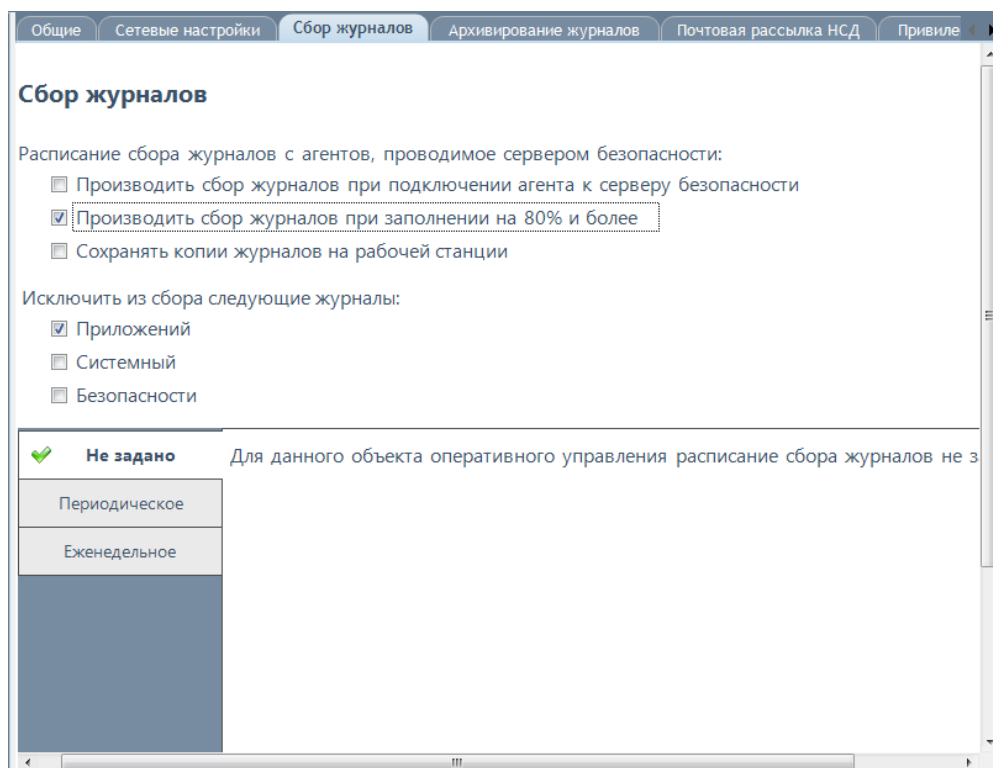 Общие Сетевые настройки Сбор журналов Архивирование журналов Почтовая рассылка НСД Привиле
Сбор журналов
Расписание сбора журналов с агентов, проводимое сервером безопасности:
Производить сбор журналов при подключении агента к серверу безопасности
Производить сбор журналов при заполнении на 80% и более
Сохранять копии журналов на рабочей станции
Исключить из сбора следующие журналы:
Приложений
Системный
Безопасности
Не задано Для данного объекта оперативного управления расписание сбора журналов не з
Периодическое
Еженедельное